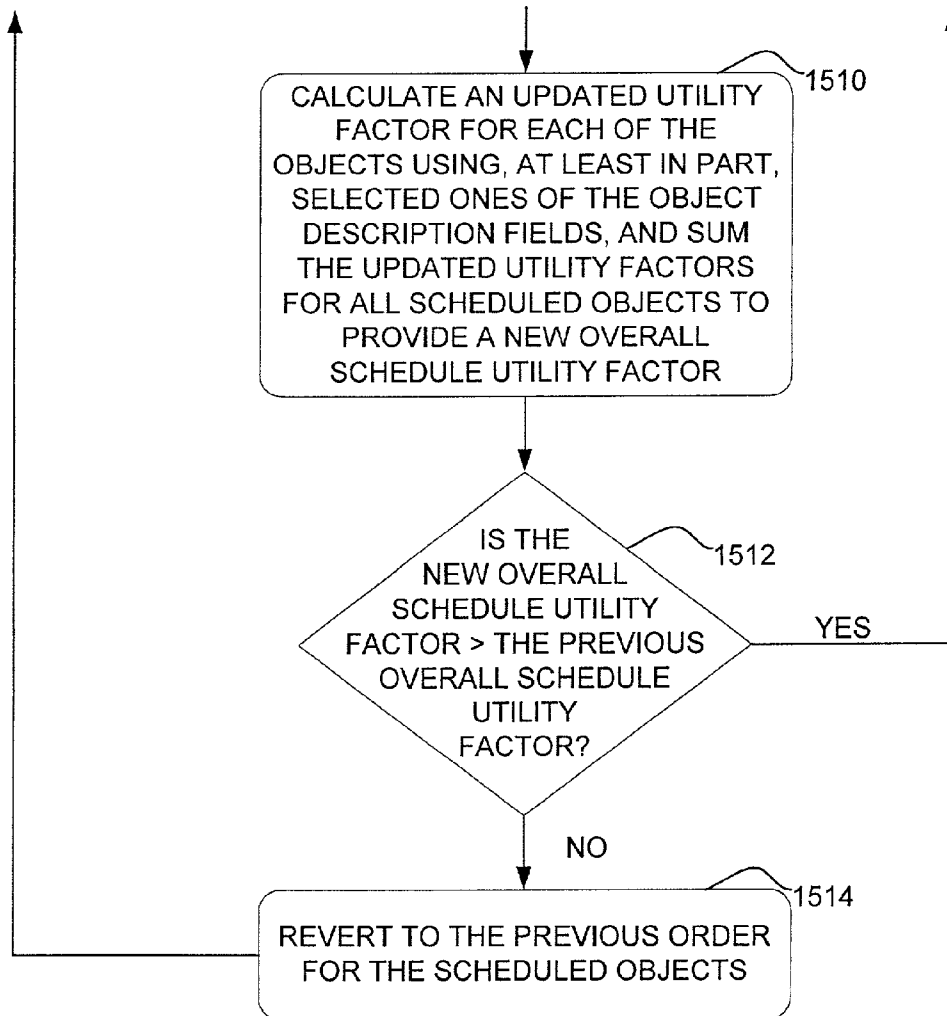 1510
CALCULATE AN UPDATED UTILITY
FACTOR FOR EACH OF THE
OBJECTS USING, AT LEAST IN PART,
SELECTED ONES OF THE OBJECT
DESCRIPTION FIELDS, AND SUM
THE UPDATED UTILITY FACTORS
FOR ALL SCHEDULED OBJECTS TO
PROVIDE A NEW OVERALL
SCHEDULE UTILITY FACTOR
1512
IS THE
NEW OVERALL
SCHEDULE UTILITY
FACTOR > THE PREVIOUS
OVERALL SCHEDULE
UTILITY
FACTOR?
YES
NO
1514
REVERT TO THE PREVIOUS ORDER
FOR THE SCHEDULED OBJECTS